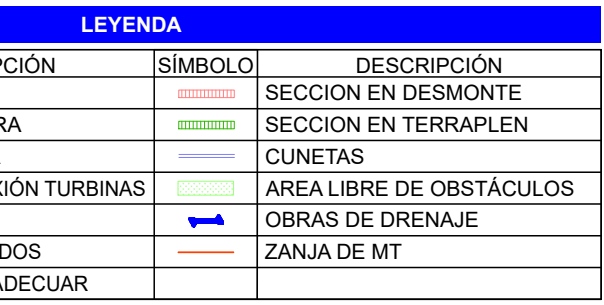 LEYENDA
PCIÓN SÍMBOLO DESCRIPCIÓN
SECCION EN DESMONTE
RA SECCION EN TERRAPLEN
CUNETAS
XIÓN TURBINAS AREA LIBRE DE OBSTÁCULOS
OBRAS DE DRENAJE
DOS ZANJA DE MT
ADECUAR